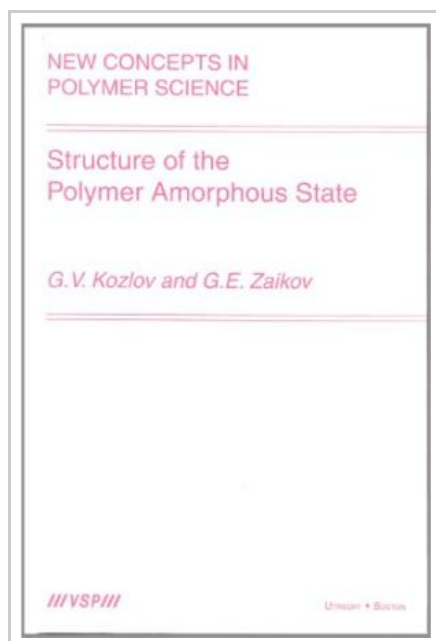 NEW CONCEPTS IN
POLYMER SCIENCE
Structure of the
Polymer Amorphous State
G.V. Kozlov and G.E. Zaikov
///VSP///
UTRECHT • BOSTON